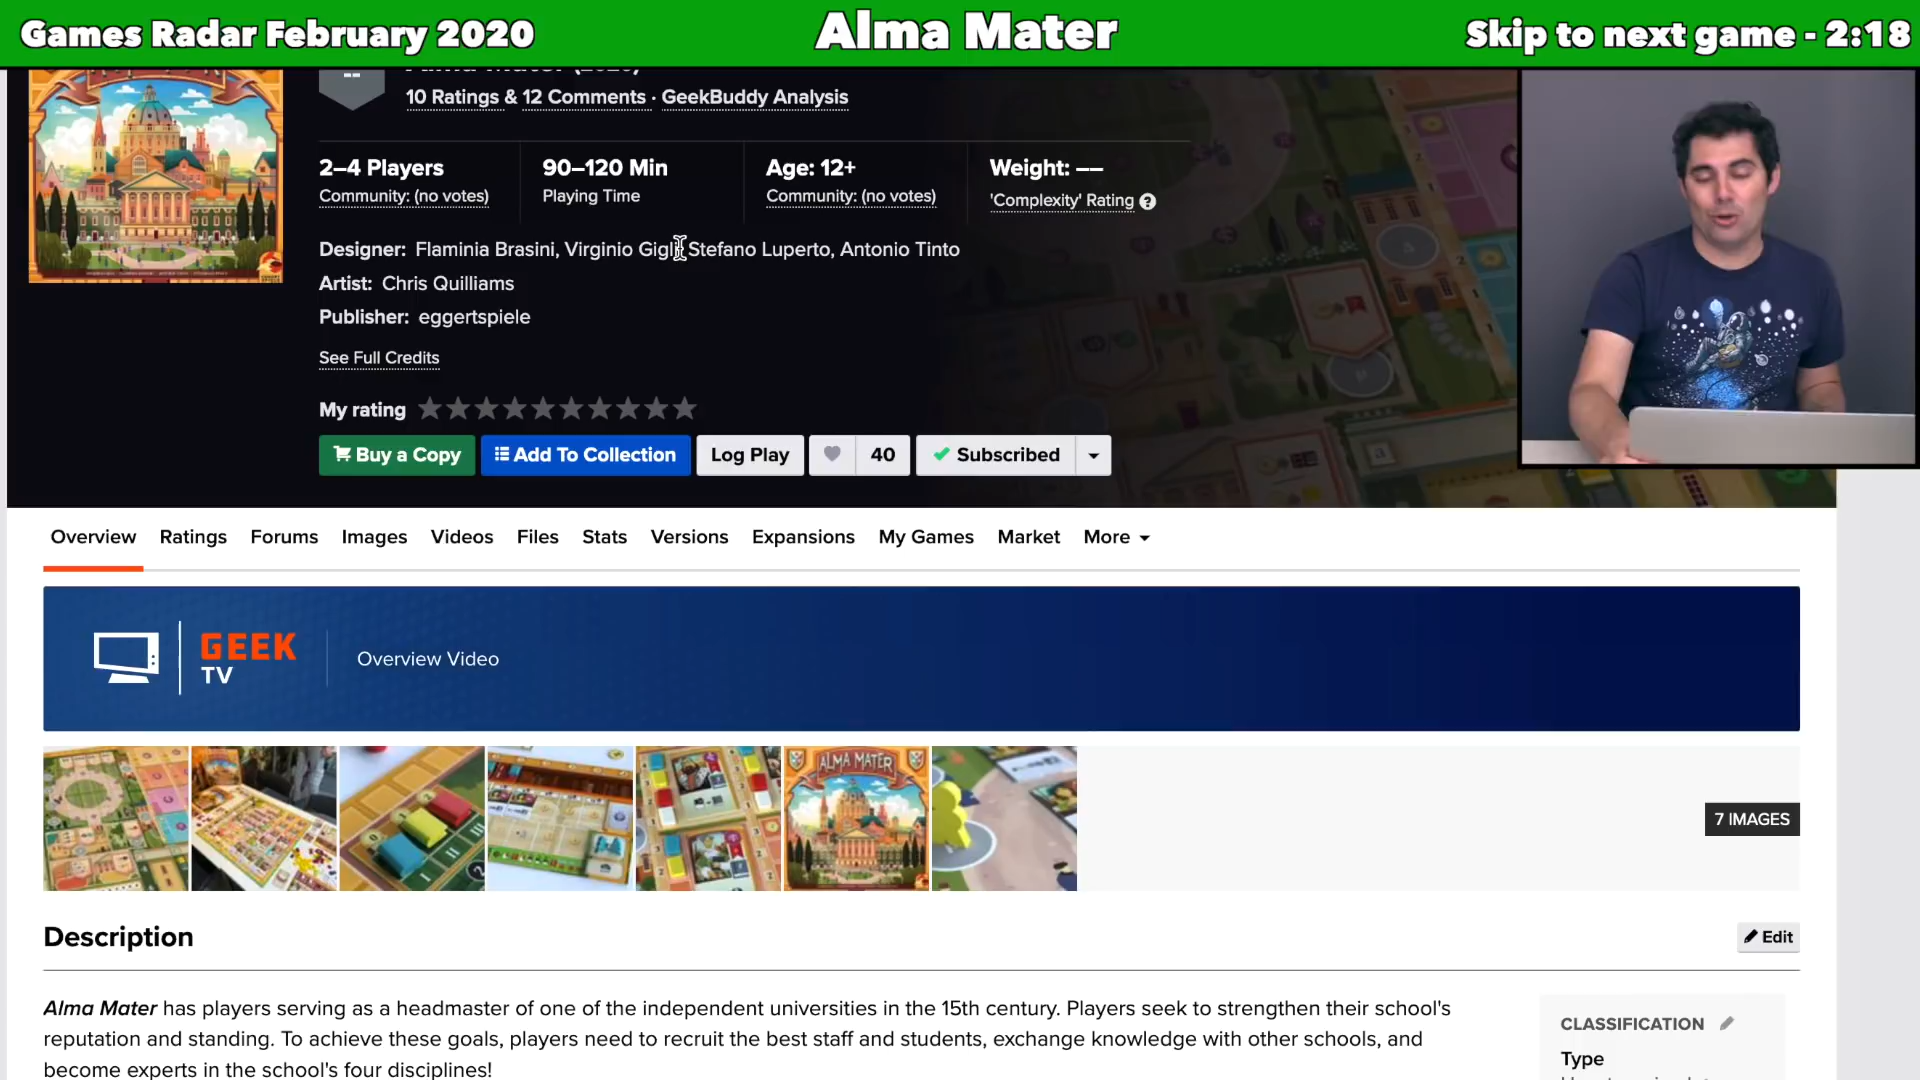 Games Radar February 2020
Alma Mater
Skip to next game - 2:18
10 Ratings & 12 Comments · GeekBuddy Analysis
2–4 Players
Community: (no votes)
90–120 Min
Playing Time
Age: 12+
Community: (no votes)
Weight: ––
'Complexity' Rating ?
Designer: Flaminia Brasini, Virginio Gigli Stefano Luperto, Antonio Tinto
Artist: Chris Quilliams
Publisher: eggertspiele
See Full Credits
My rating
Buy a Copy
Add To Collection
Log Play
40
Subscribed
Overview Ratings Forums Images Videos Files Stats Versions Expansions My Games Market More
GEEK
TV
Overview Video
ALMA MATER
7 IMAGES
Description
Edit
Alma Mater has players serving as a headmaster of one of the independent universities in the 15th century. Players seek to strengthen their school's
reputation and standing. To achieve these goals, players need to recruit the best staff and students, exchange knowledge with other schools, and
become experts in the school's four disciplines!
CLASSIFICATION
Type